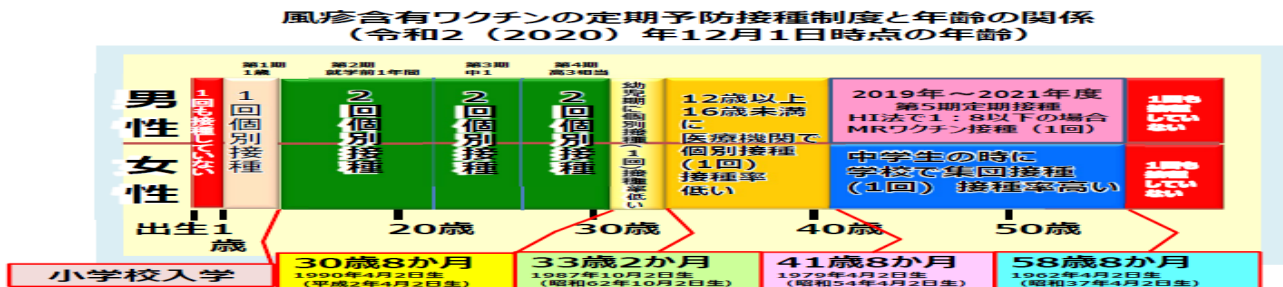 風疹含有ワクチンの定期予防接種制度と年齢の関係
(令和2（2020）年12月1日時点の年齢)
第1期
1歳
第2期
就学前1年間
第3期
中1
第4期
高3相当
男性
女性
1回も接種していない
1回個別接種
2回個別接種
2回個別接種
2回個別接種
幼児期に個別接種
1回接種率低い
12歳以上
16歳未満
に
医療機関で
個別接種
(1回)
接種率
低い
2019年～2021年度
第5期定期接種
HI法で1：8以下の場合
MRワクチン接種（1回）
中学生の時に
学校で集団接種
(1回) 接種率高い
1回も
接種
してい
ない
1回も
接種
してい
ない
出生
1歳
20歳
30歳
40歳
50歳
小学校入学
30歳8か月
1990年4月2日生
(平成2年4月2日生)
33歳2か月
1987年10月2日生
(昭和62年10月2日生)
41歳8か月
1979年4月2日生
(昭和54年4月2日生)
58歳8か月
1962年4月2日生
(昭和37年4月2日生)